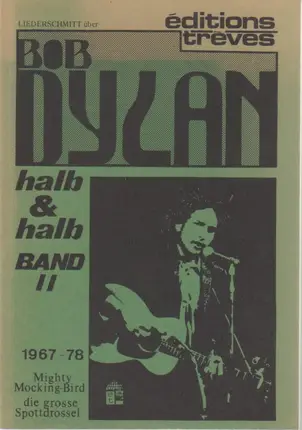 LIEDERSCHMITT über
éditions
treves
BOB
DYLAN
halb
&
halb
BAND
II
1967-78
Mighty
Mocking-Bird
die grosse
Spottdrossel